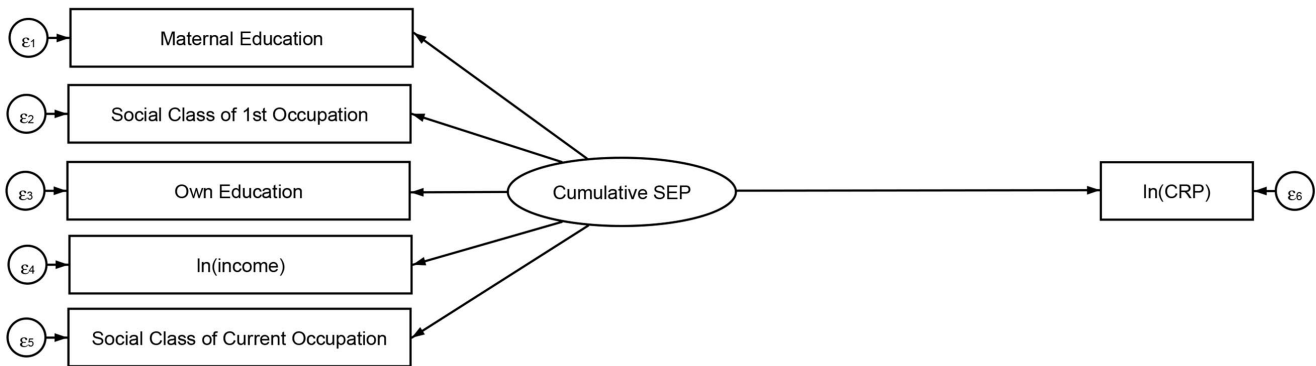 ε1
Maternal Education
ε2
Social Class of 1st Occupation
ε3
Own Education
Cumulative SEP
ln(CRP)
ε6
ε4
ln(income)
ε5
Social Class of Current Occupation